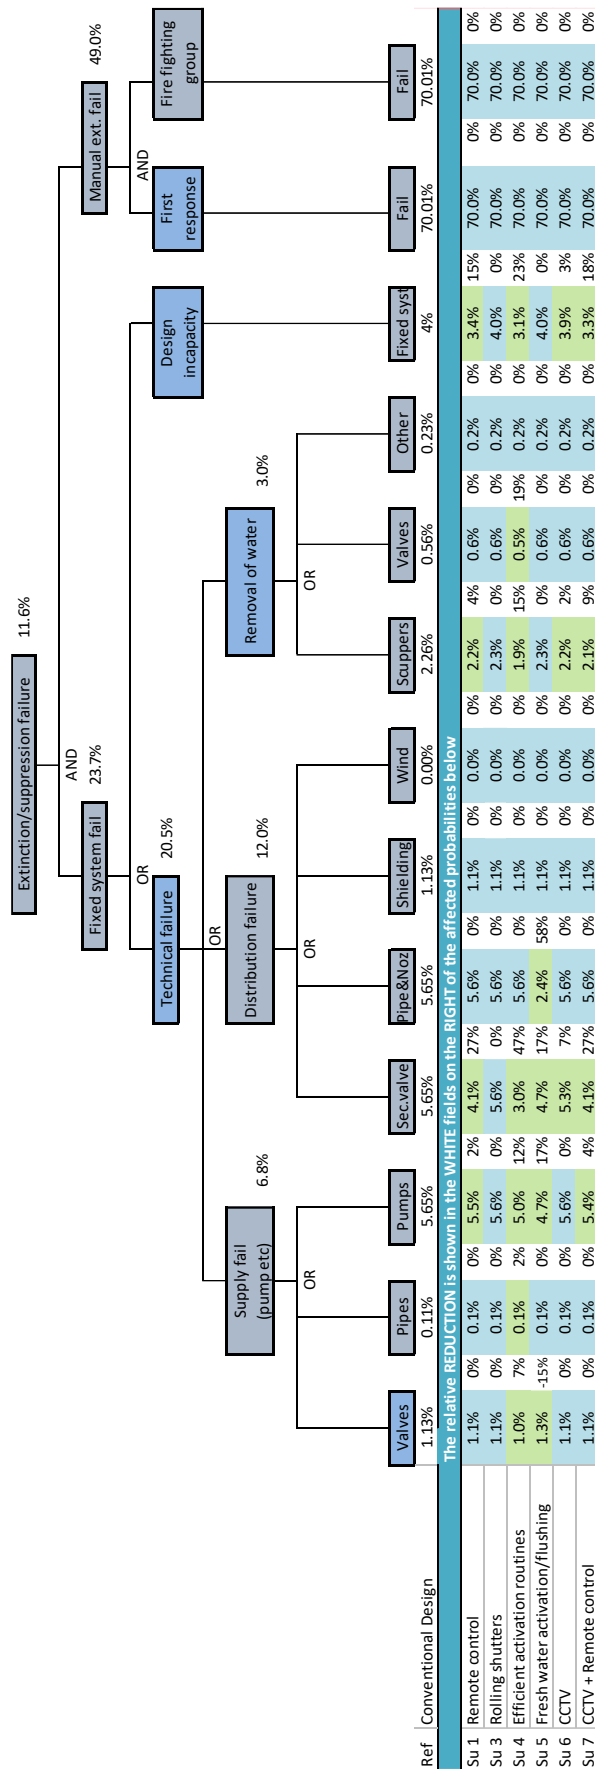 Extinction/suppression failure
11.6%
AND
Fixed system fail
23.7%
Manual ext. fail
49.0%
OR
AND
Technical failure
20.5%
Design
incapacity
First
response
Fire fighting
group
OR
Supply fail
(pump etc)
6.8%
Distribution failure
12.0%
Removal of water
3.0%
OR
OR
OR
Valves Pipes Pumps Sec.valve Pipe&Noz Shielding Wind Scuppers Valves Other Fixed syst Fail Fail
Ref Conventional Design 1.13% 0.11% 5.65% 5.65% 5.65% 1.13% 0.00% 2.26% 0.56% 0.23% 4% 70.01% 70.01%
The relative REDUCTION is shown in the WHITE fields on the RIGHT of the affected probabilities below
Su 1 Remote control 1.1% 0% 0.1% 0% 5.5% 2% 4.1% 27% 5.6% 0% 1.1% 0% 0.0% 0% 2.2% 4% 0.6% 0% 0.2% 0% 3.4% 15% 70.0% 0% 70.0% 0%
Su 3 Rolling shutters 1.1% 0% 0.1% 0% 5.6% 0% 5.6% 0% 5.6% 0% 1.1% 0% 0.0% 0% 2.3% 0% 0.6% 0% 0.2% 0% 4.0% 0% 70.0% 0% 70.0% 0%
Su 4 Efficient activation routines 1.0% 7% 0.1% 2% 5.0% 12% 3.0% 47% 5.6% 0% 1.1% 0% 0.0% 0% 1.9% 15% 0.5% 19% 0.2% 0% 3.1% 23% 70.0% 0% 70.0% 0%
Su 5 Fresh water activation/flushing 1.3% -15% 0.1% 0% 4.7% 17% 4.7% 17% 2.4% 58% 1.1% 0% 0.0% 0% 2.3% 0% 0.6% 0% 0.2% 0% 4.0% 0% 70.0% 0% 70.0% 0%
Su 6 CCTV 1.1% 0% 0.1% 0% 5.6% 0% 5.3% 7% 5.6% 0% 1.1% 0% 0.0% 0% 2.2% 2% 0.6% 0% 0.2% 0% 3.9% 3% 70.0% 0% 70.0% 0%
Su 7 CCTV + Remote control 1.1% 0% 0.1% 0% 5.4% 4% 4.1% 27% 5.6% 0% 1.1% 0% 0.0% 0% 2.1% 9% 0.6% 0% 0.2% 0% 3.3% 18% 70.0% 0% 70.0% 0%